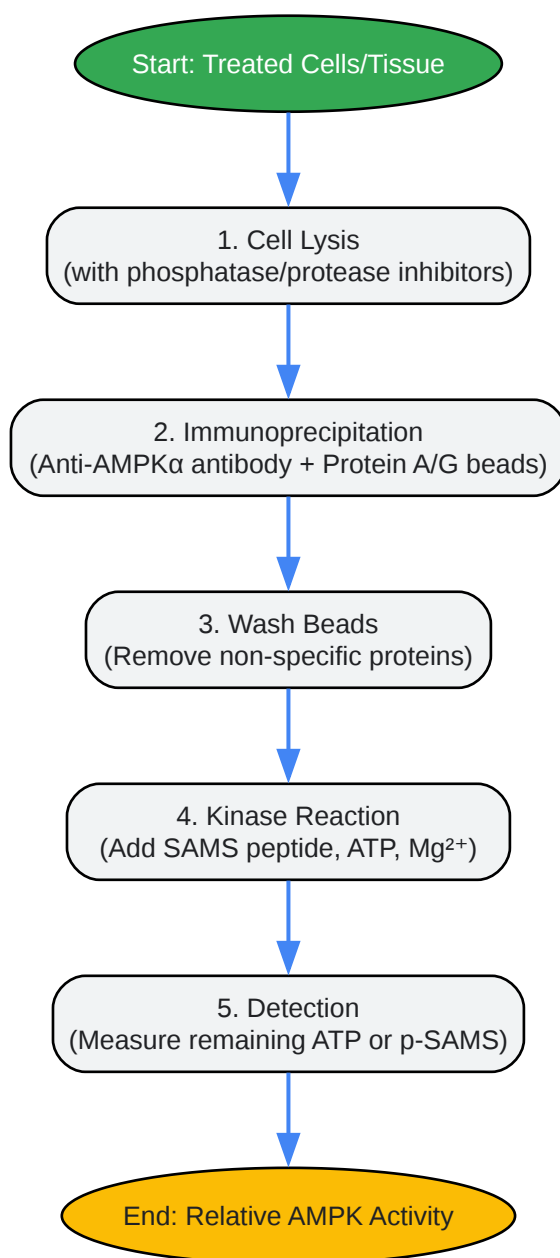 Start: Treated Cells/Tissue
1. Cell Lysis
(with phosphatase/protease inhibitors)
2. Immunoprecipitation
(Anti-AMPKα antibody + Protein A/G beads)
3. Wash Beads
(Remove non-specific proteins)
4. Kinase Reaction
(Add SAMS peptide, ATP, Mg²⁺)
5. Detection
(Measure remaining ATP or p-SAMS)
End: Relative AMPK Activity